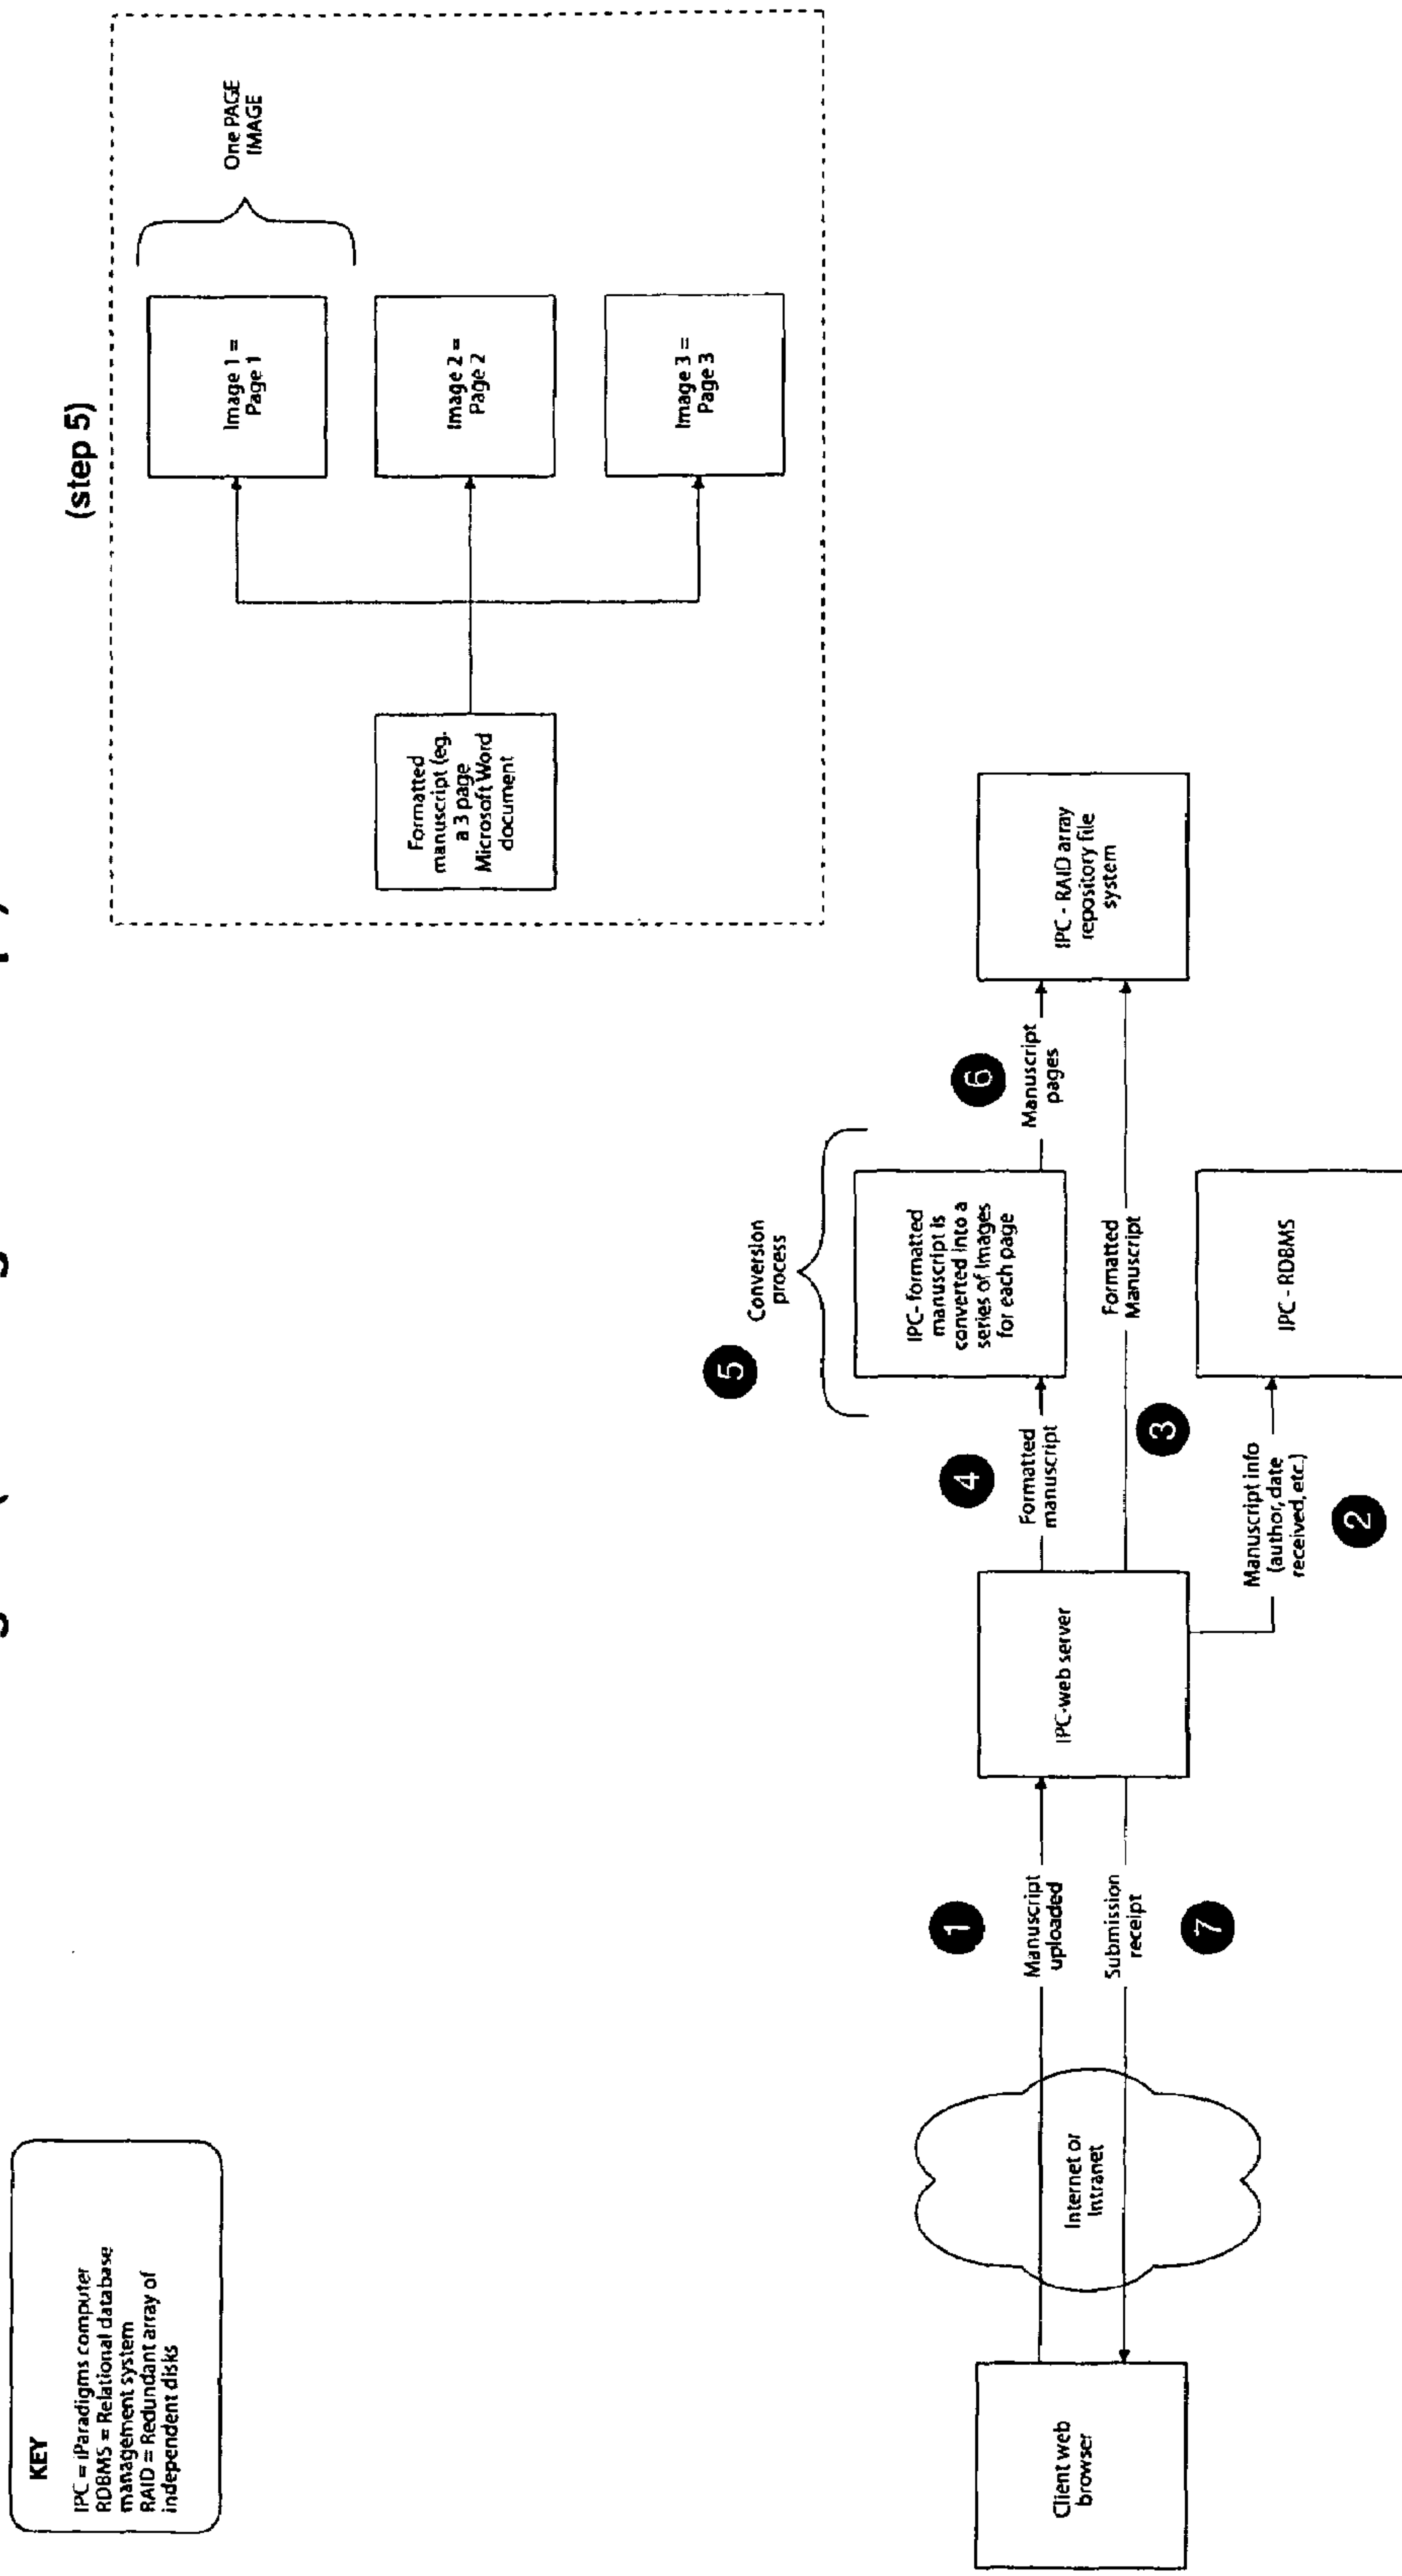 KEY
IPC = iParadigms computer
RDBMS = Relational database
management system
RAID = Redundant array of
independent disks
(step 5)
Formatted
manuscript (eg.
a 3 page
Microsoft Word
document
Image 1 =
Page 1
Image 2 =
Page 2
Image 3 =
Page 3
One PAGE
IMAGE
Client web
browser
Internet or
Intranet
1
Manuscript
uploaded
Submission
receipt
7
IPC-web server
4
Formatted
manuscript
3
Formatted
Manuscript
Manuscript info
(author, date
received, etc.)
2
5
Conversion
process
IPC- formatted
manuscript is
converted into a
series of images
for each page
IPC - RDBMS
6
Manuscript
pages
IPC - RAID array
repository file
system